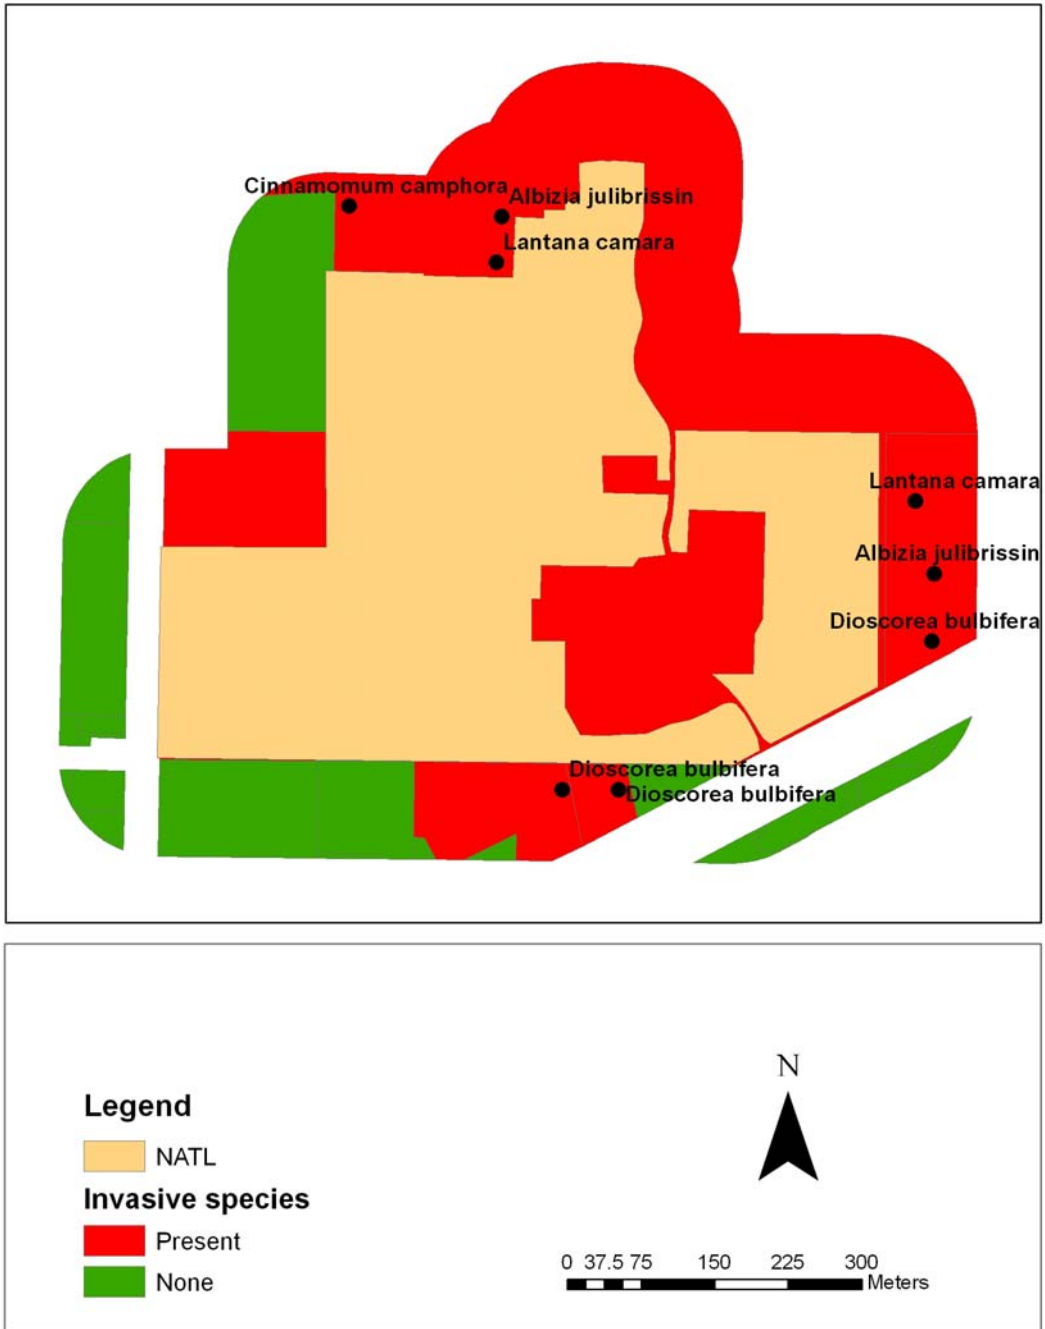 Cinnamomum camphora
Albizia julibrissin
Lantana camara
Lantana camara
Albizia julibrissin
Dioscorea bulbifera
Dioscorea bulbifera
Dioscorea bulbifera
N
Legend
NATL
Invasive species
Present
None
0 37.5 75 150 225 300
Meters